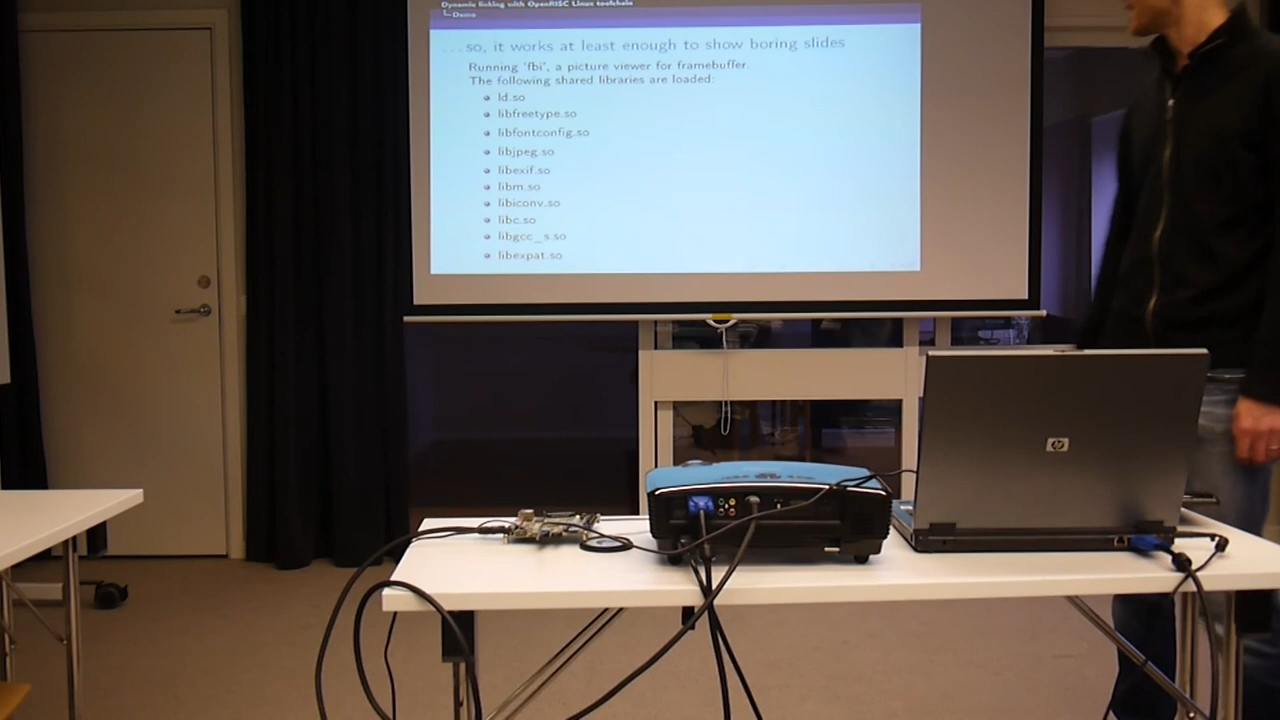 Dynamic linking with OpenRISC Linux toolchain
Demo
...so, it works at least enough to show boring slides
Running 'fbi', a picture viewer for framebuffer.
The following shared libraries are loaded:
ld.so
libfreetype.so
libfontconfig.so
libjpeg.so
libexif.so
libm.so
libiconv.so
libc.so
libgcc_s.so
libexpat.so
hp